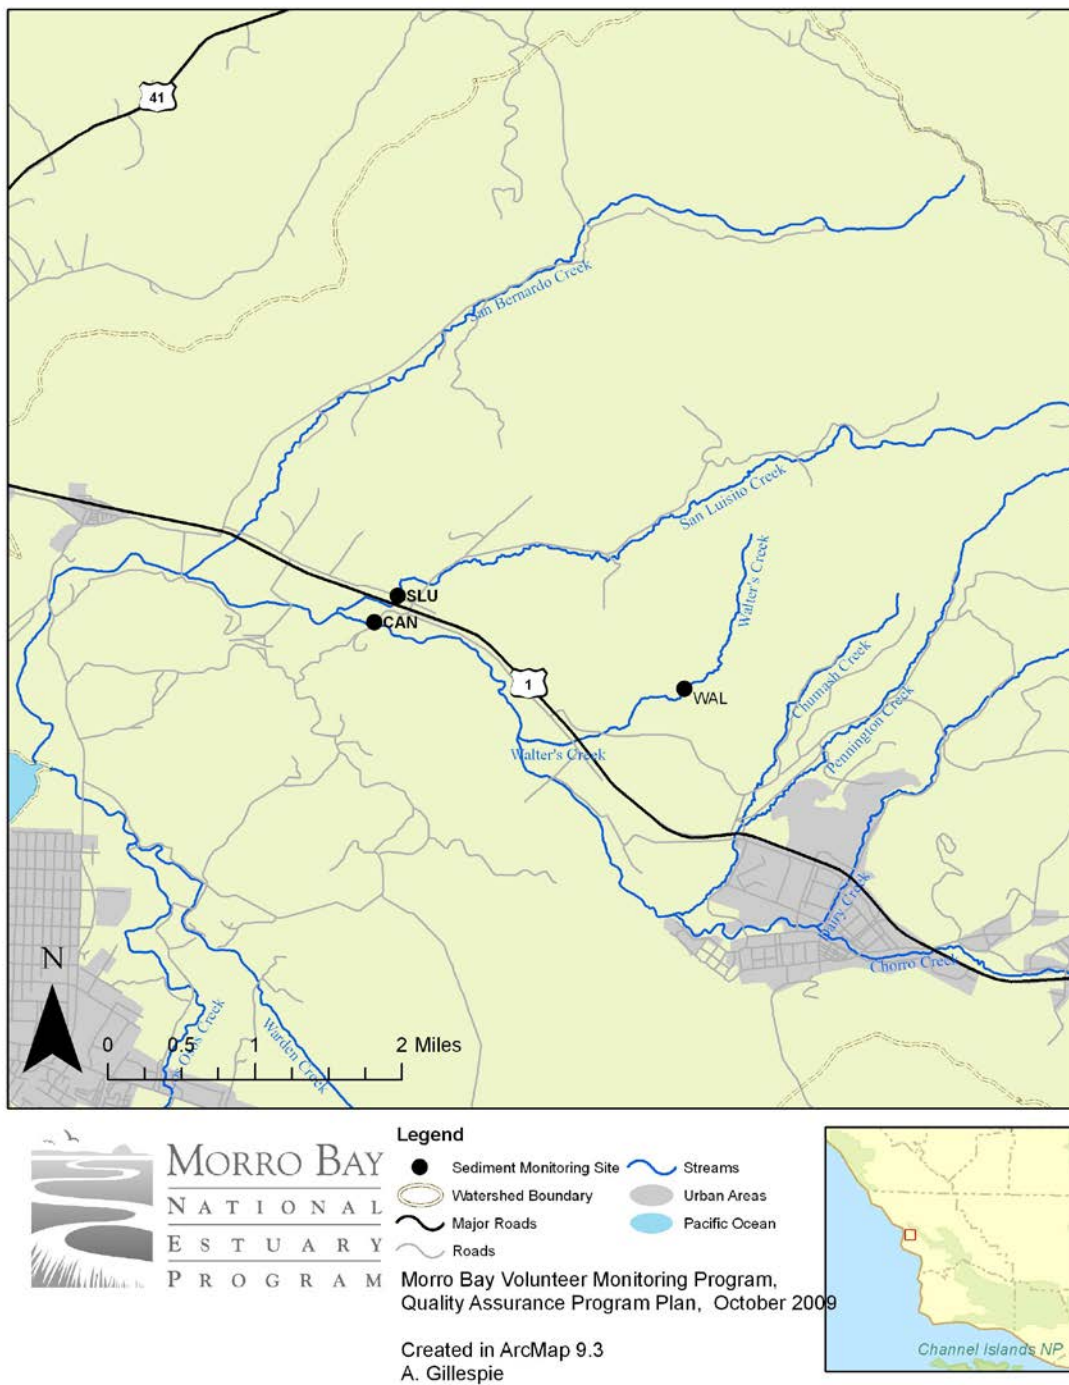 41
San Bernardo Creek
San Luisito Creek
Walter's Creek
SLU
CAN
1
WAL
Chumash Creek
Pennington Creek
Walter's Creek
Dairy Creek
Chorro Creek
N
Osos Creek
Warden Creek
0 0.5 1 2 Miles
MORRO BAY
NATIONAL
ESTUARY
PROGRAM
Legend
Sediment Monitoring Site
Watershed Boundary
Major Roads
Roads
Streams
Urban Areas
Pacific Ocean
Morro Bay Volunteer Monitoring Program,
Quality Assurance Program Plan, October 2009
Created in ArcMap 9.3
A. Gillespie
Channel Islands NP